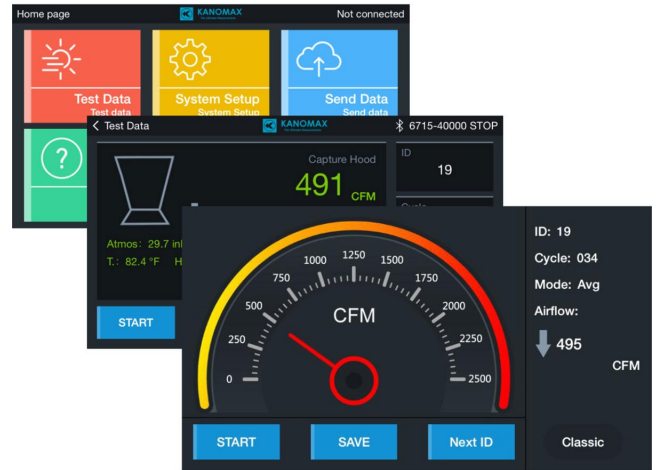 Home page
KANOMAX
Not connected
Test Data
Test data
System Setup
System Setup
Send Data
Send data
?
< Test Data
KANOMAX
6715-40000 STOP
Capture Hood
491 CFM
ID
19
Cycle
Atmos: 29.7 in
T.: 82.4 °F H
START
0
250
500
750
1000
1250
1500
1750
2000
2250
2500
CFM
START
SAVE
Next ID
ID: 19
Cycle: 034
Mode: Avg
Airflow:
495
CFM
Classic